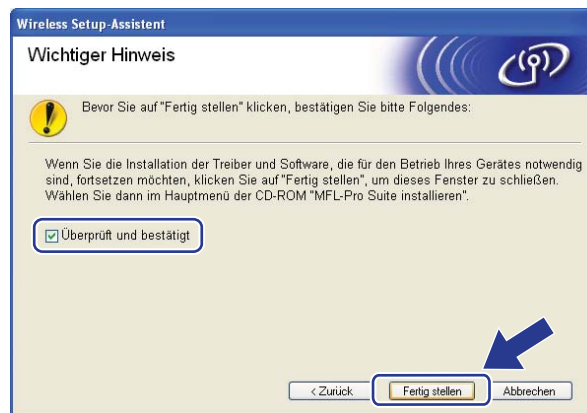 Wireless Setup-Assistent
Wichtiger Hinweis
Bevor Sie auf "Fertig stellen" klicken, bestätigen Sie bitte Folgendes:
Wenn Sie die Installation der Treiber und Software, die für den Betrieb Ihres Gerätes notwendig
sind, fortsetzen möchten, klicken Sie auf "Fertig stellen", um dieses Fenster zu schließen.
Wählen Sie dann im Hauptmenü der CD-ROM "MFL-Pro Suite installieren".
Überprüft und bestätigt
< Zurück Fertig stellen Abbrechen